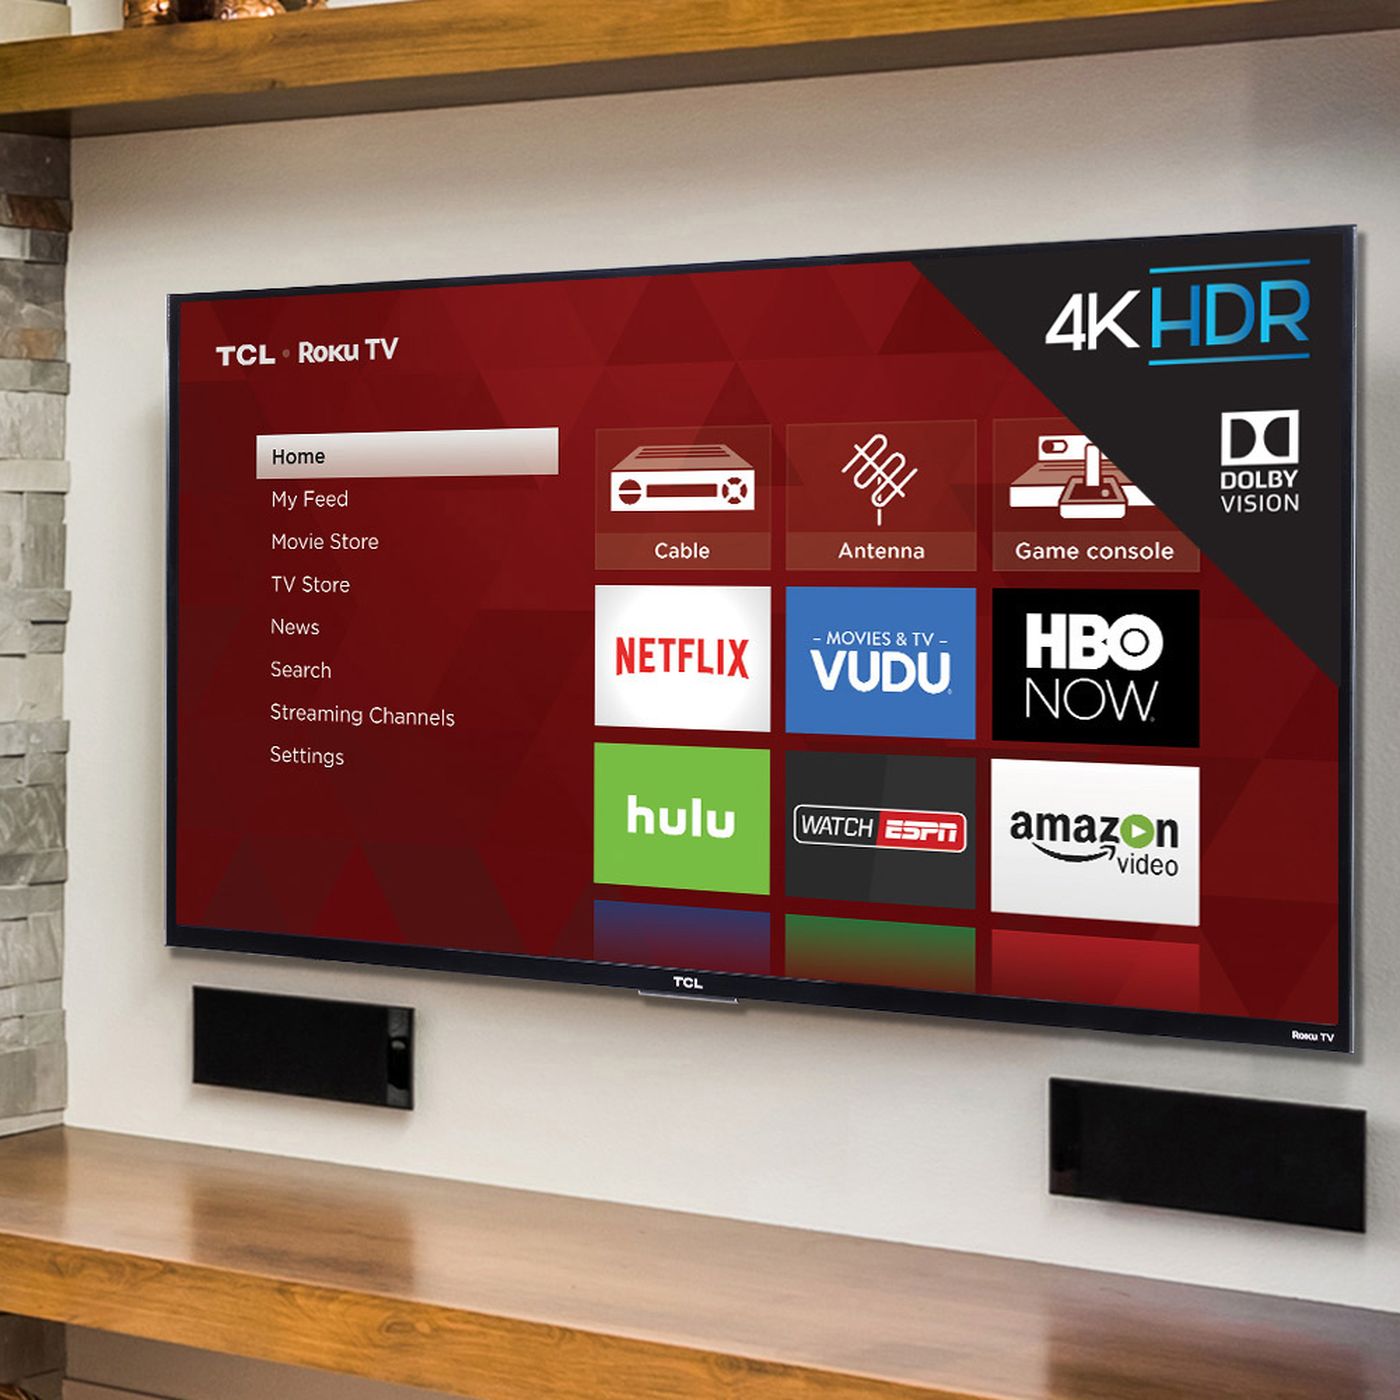 TCL • Roku TV
4K HDR
DOLBY
VISION
Home
My Feed
Movie Store
TV Store
News
Search
Streaming Channels
Settings
Cable
Antenna
Game console
NETFLIX
- MOVIES & TV -
VUDU
HBO
NOW
hulu
WATCH ESPN
amazon
video
TCL
Roku TV